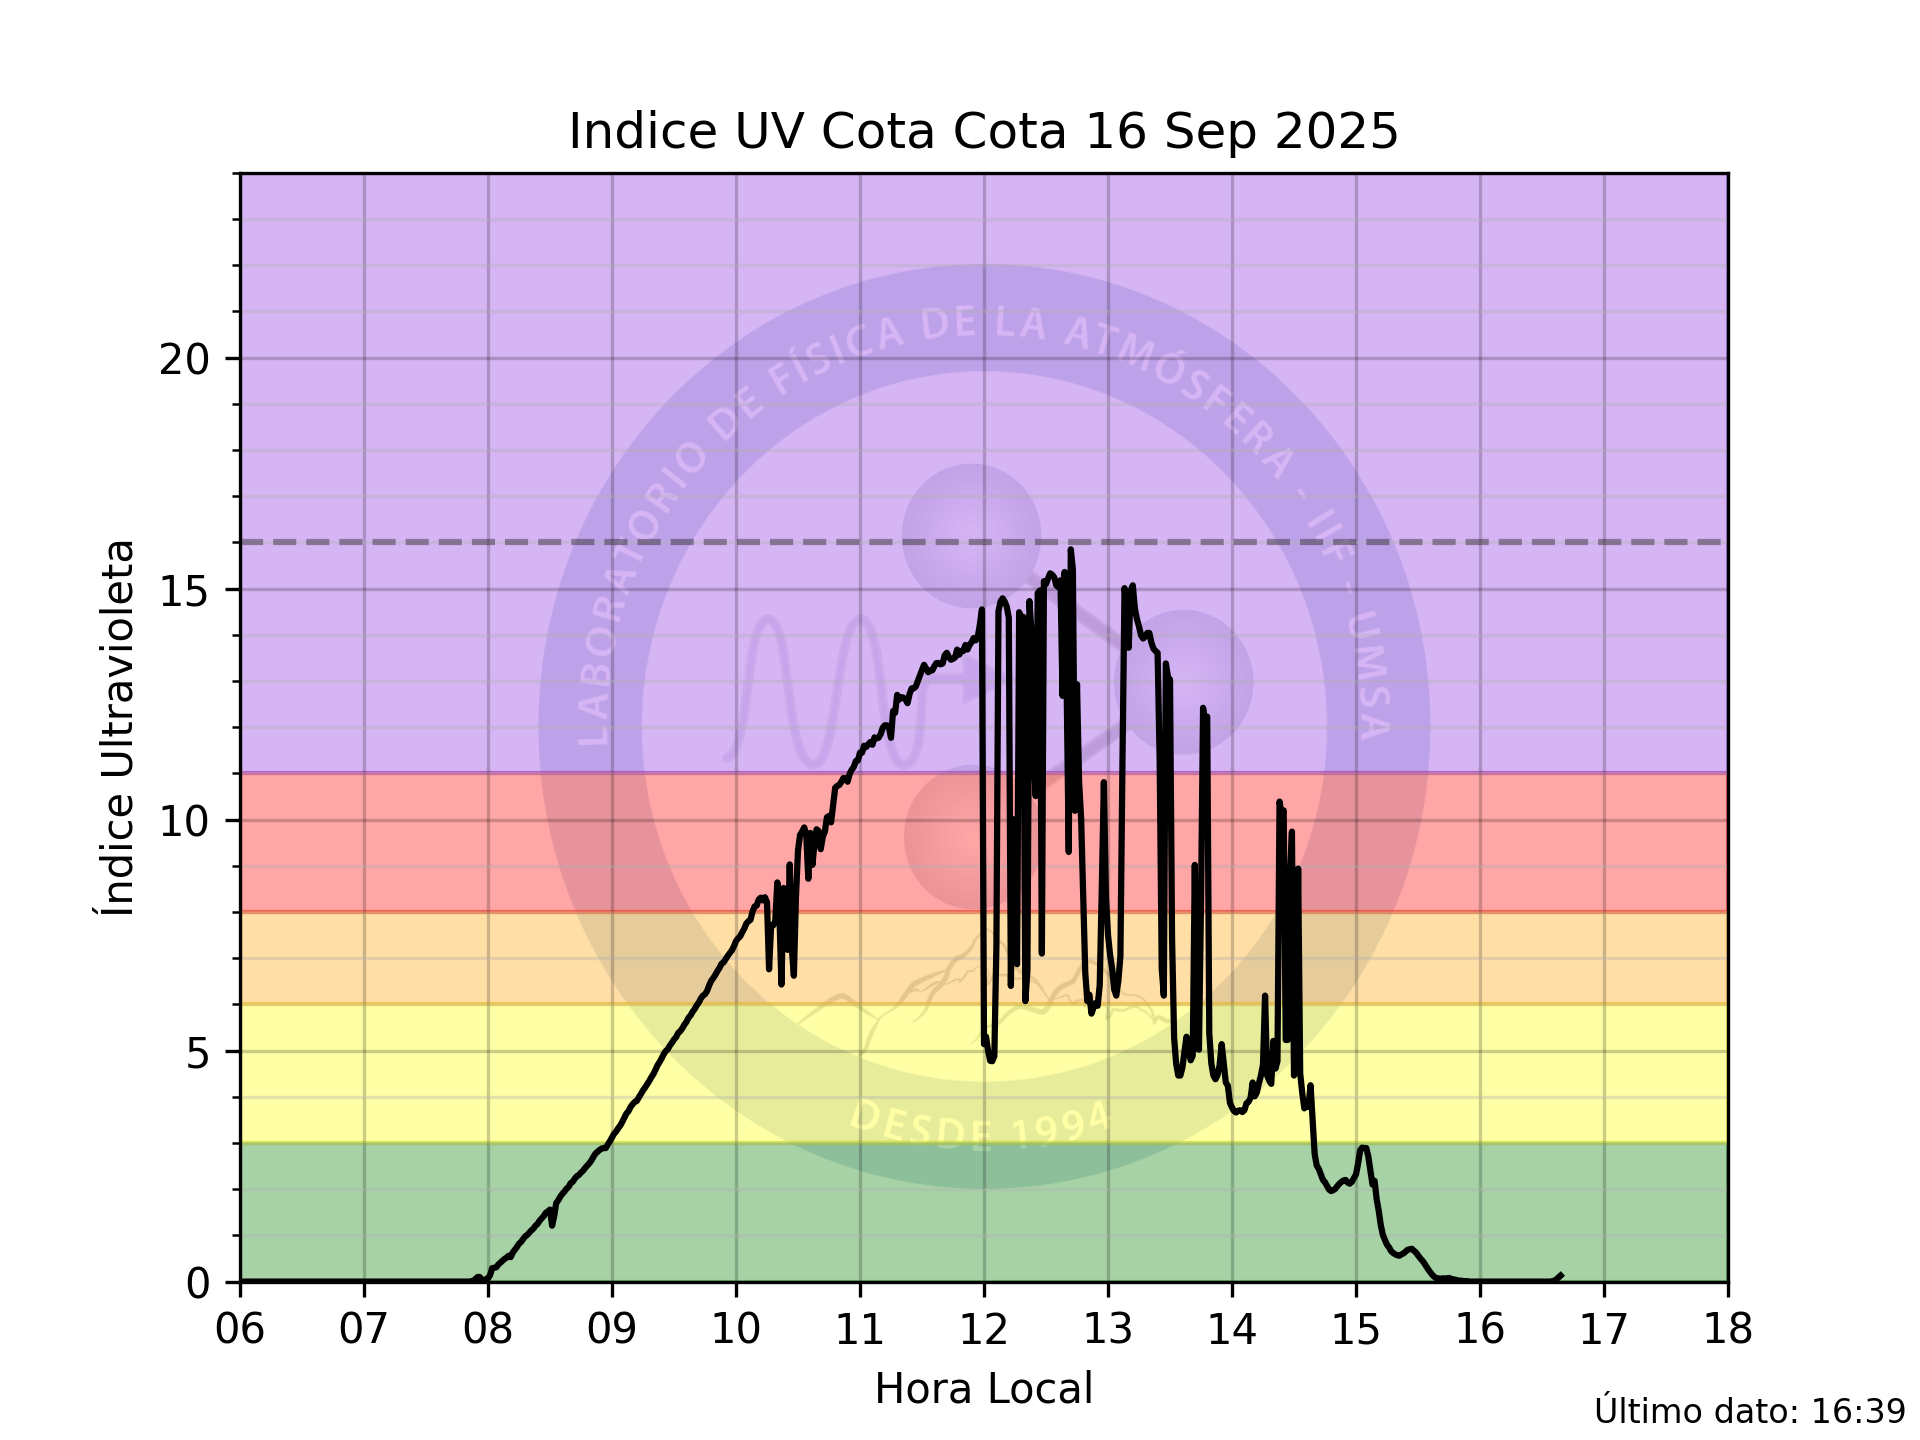 Indice UV Cota Cota 16 Sep 2025
LABORATORIO DE FÍSICA DE LA ATMÓSFERA - IIF - UMSA
DESDE 1994
Índice Ultravioleta
20
15
10
5
0
06 07 08 09 10 11 12 13 14 15 16 17 18
Hora Local
Último dato: 16:39